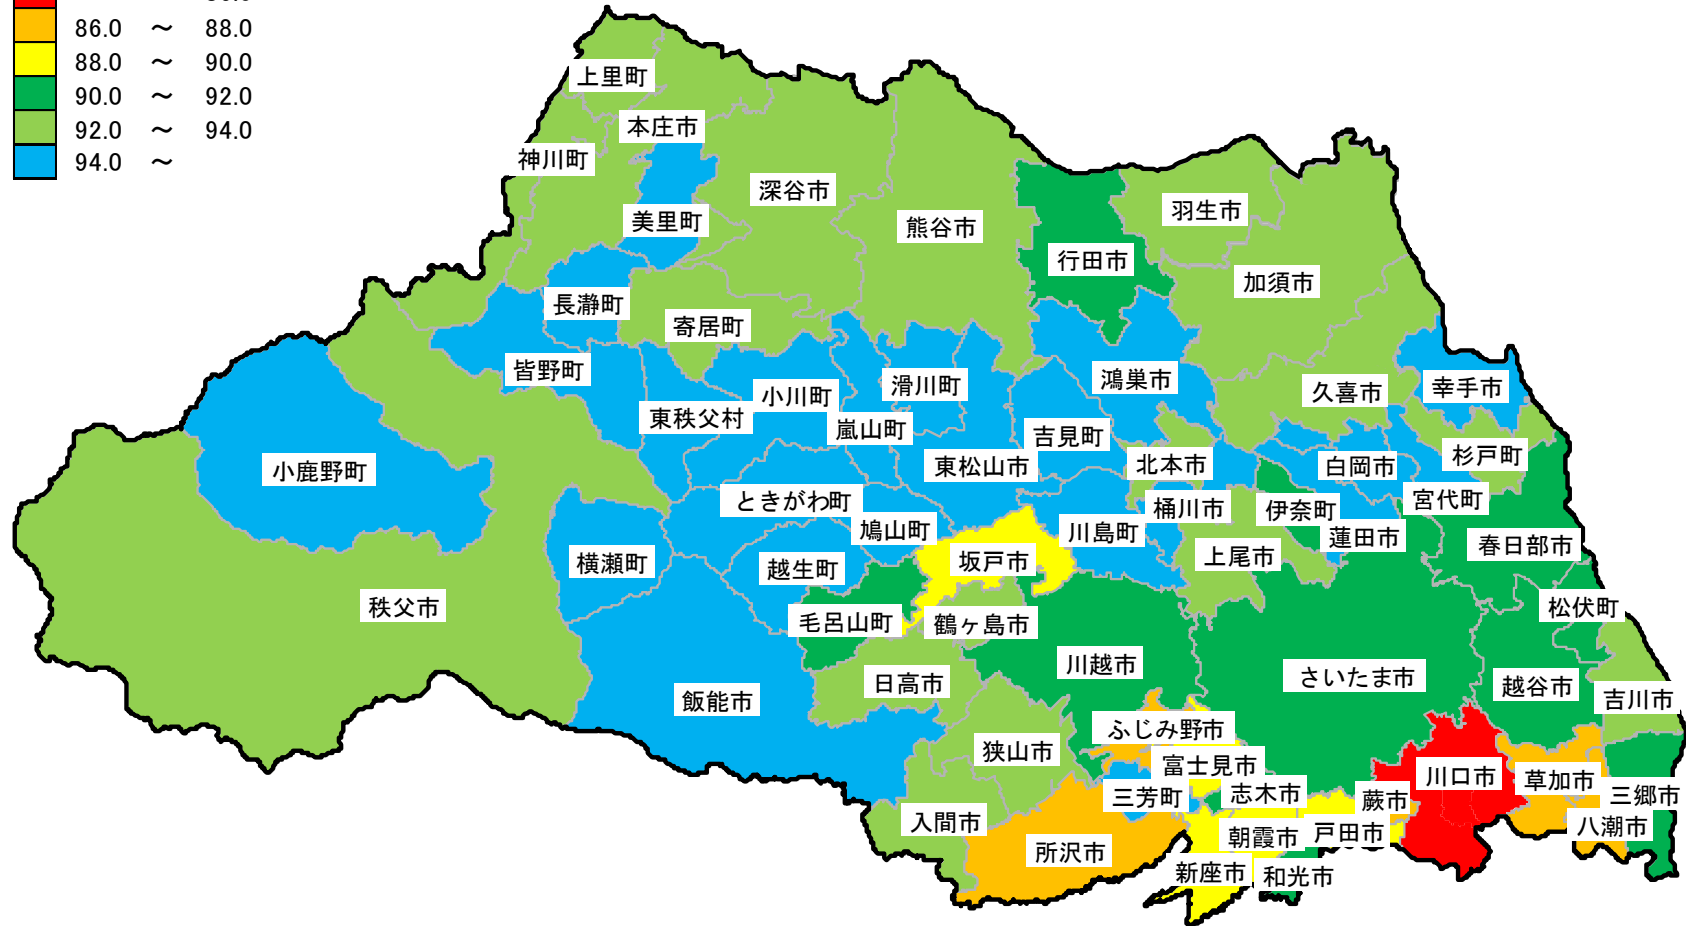 86.0 ～ 88.0
88.0 ～ 90.0
90.0 ～ 92.0
92.0 ～ 94.0
94.0 ～
上里町
本庄市
神川町
深谷市
美里町
熊谷市
羽生市
行田市
加須市
長瀞町
寄居町
皆野町
鴻巣市
滑川町
小川町
久喜市
幸手市
東秩父村
嵐山町
吉見町
小鹿野町
東松山市
北本市
白岡市
杉戸町
ときがわ町
桶川市
伊奈町
宮代町
鳩山町
川島町
蓮田市
横瀬町
越生町
坂戸市
上尾市
春日部市
秩父市
毛呂山町
鶴ヶ島市
松伏町
川越市
さいたま市
日高市
越谷市
飯能市
吉川市
ふじみ野市
狭山市
富士見市
川口市
草加市
三芳町
志木市
蕨市
三郷市
入間市
朝霞市
戸田市
八潮市
所沢市
新座市
和光市